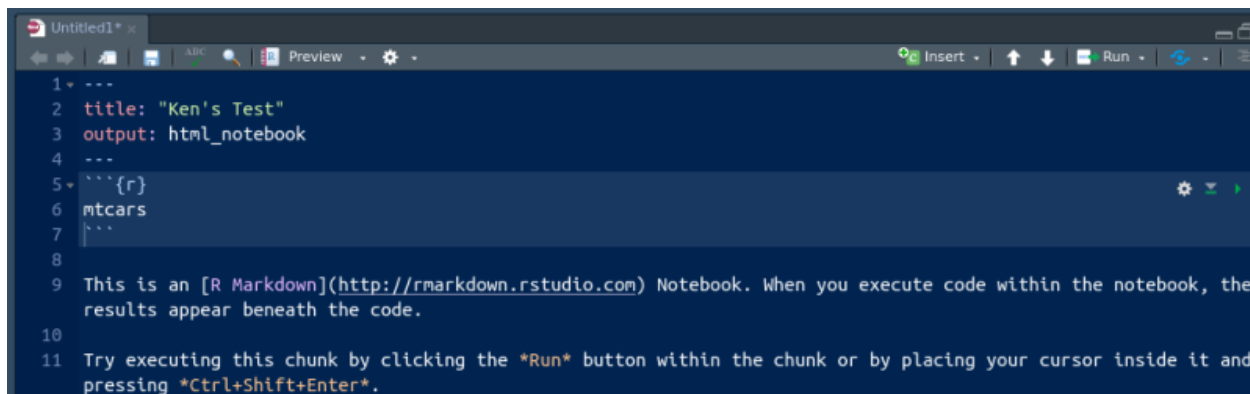 Untitled1* ×
ABC Preview Insert Run
1 ---
2 title: "Ken's Test"
3 output: html_notebook
4 ---
5 ```{r}
6 mtcars
7 ```
8
9 This is an [R Markdown](http://rmarkdown.rstudio.com) Notebook. When you execute code within the notebook, the
results appear beneath the code.
10
11 Try executing this chunk by clicking the *Run* button within the chunk or by placing your cursor inside it and
pressing *Ctrl+Shift+Enter*.